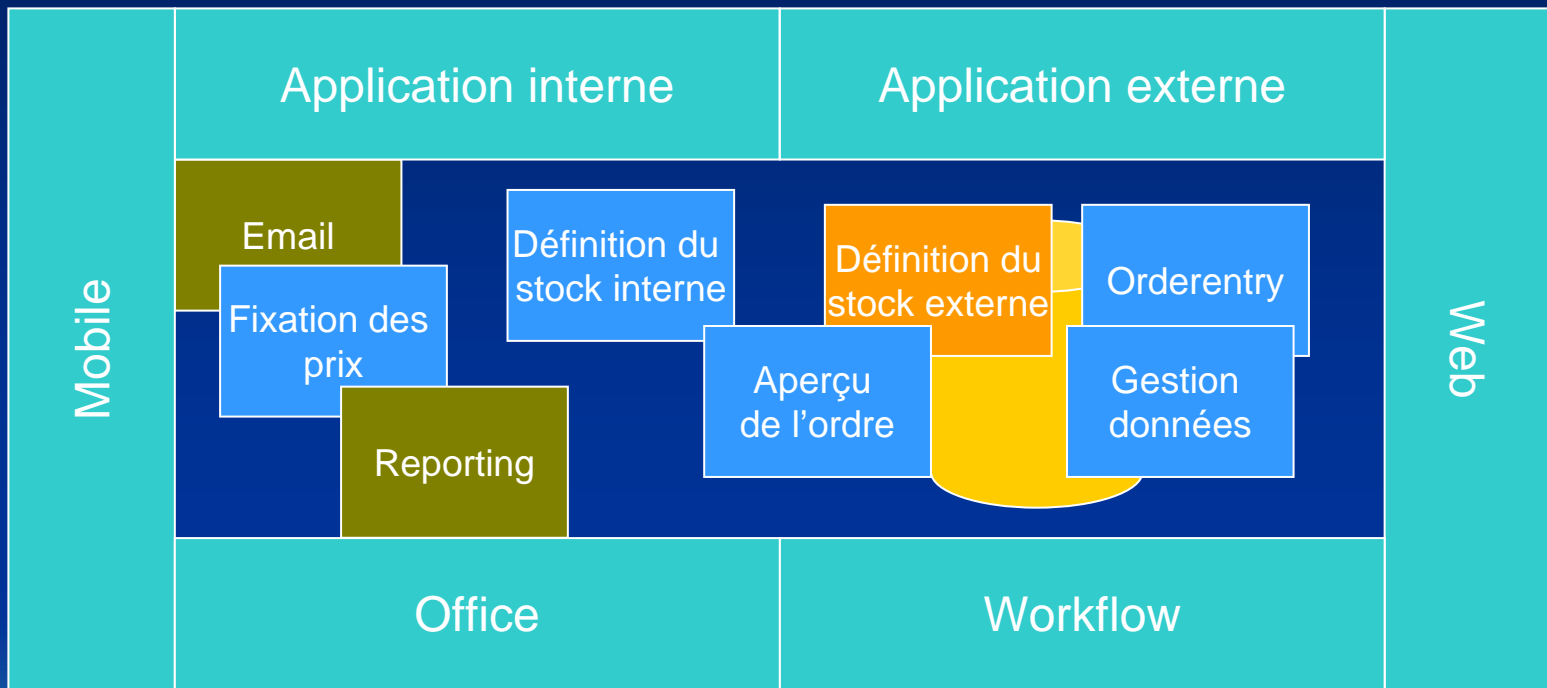 Application interne
Application externe
Mobile
Email
Définition du
stock interne
Définition du
stock externe
Orderentry
Fixation des
prix
Aperçu
de l’ordre
Gestion
données
Reporting
Web
Office
Workflow